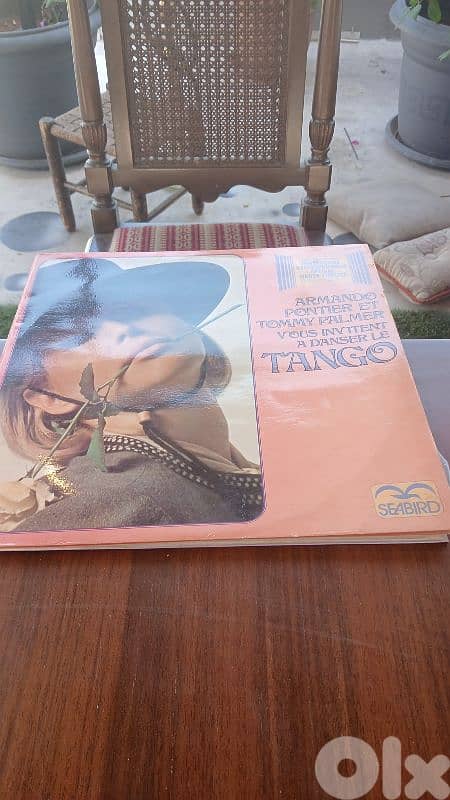 ARMANDO
PONTIER ET
TOMMY PALMER
VOUS INVITENT
A DANSER LE
TANGO
SEABIRD
OLX